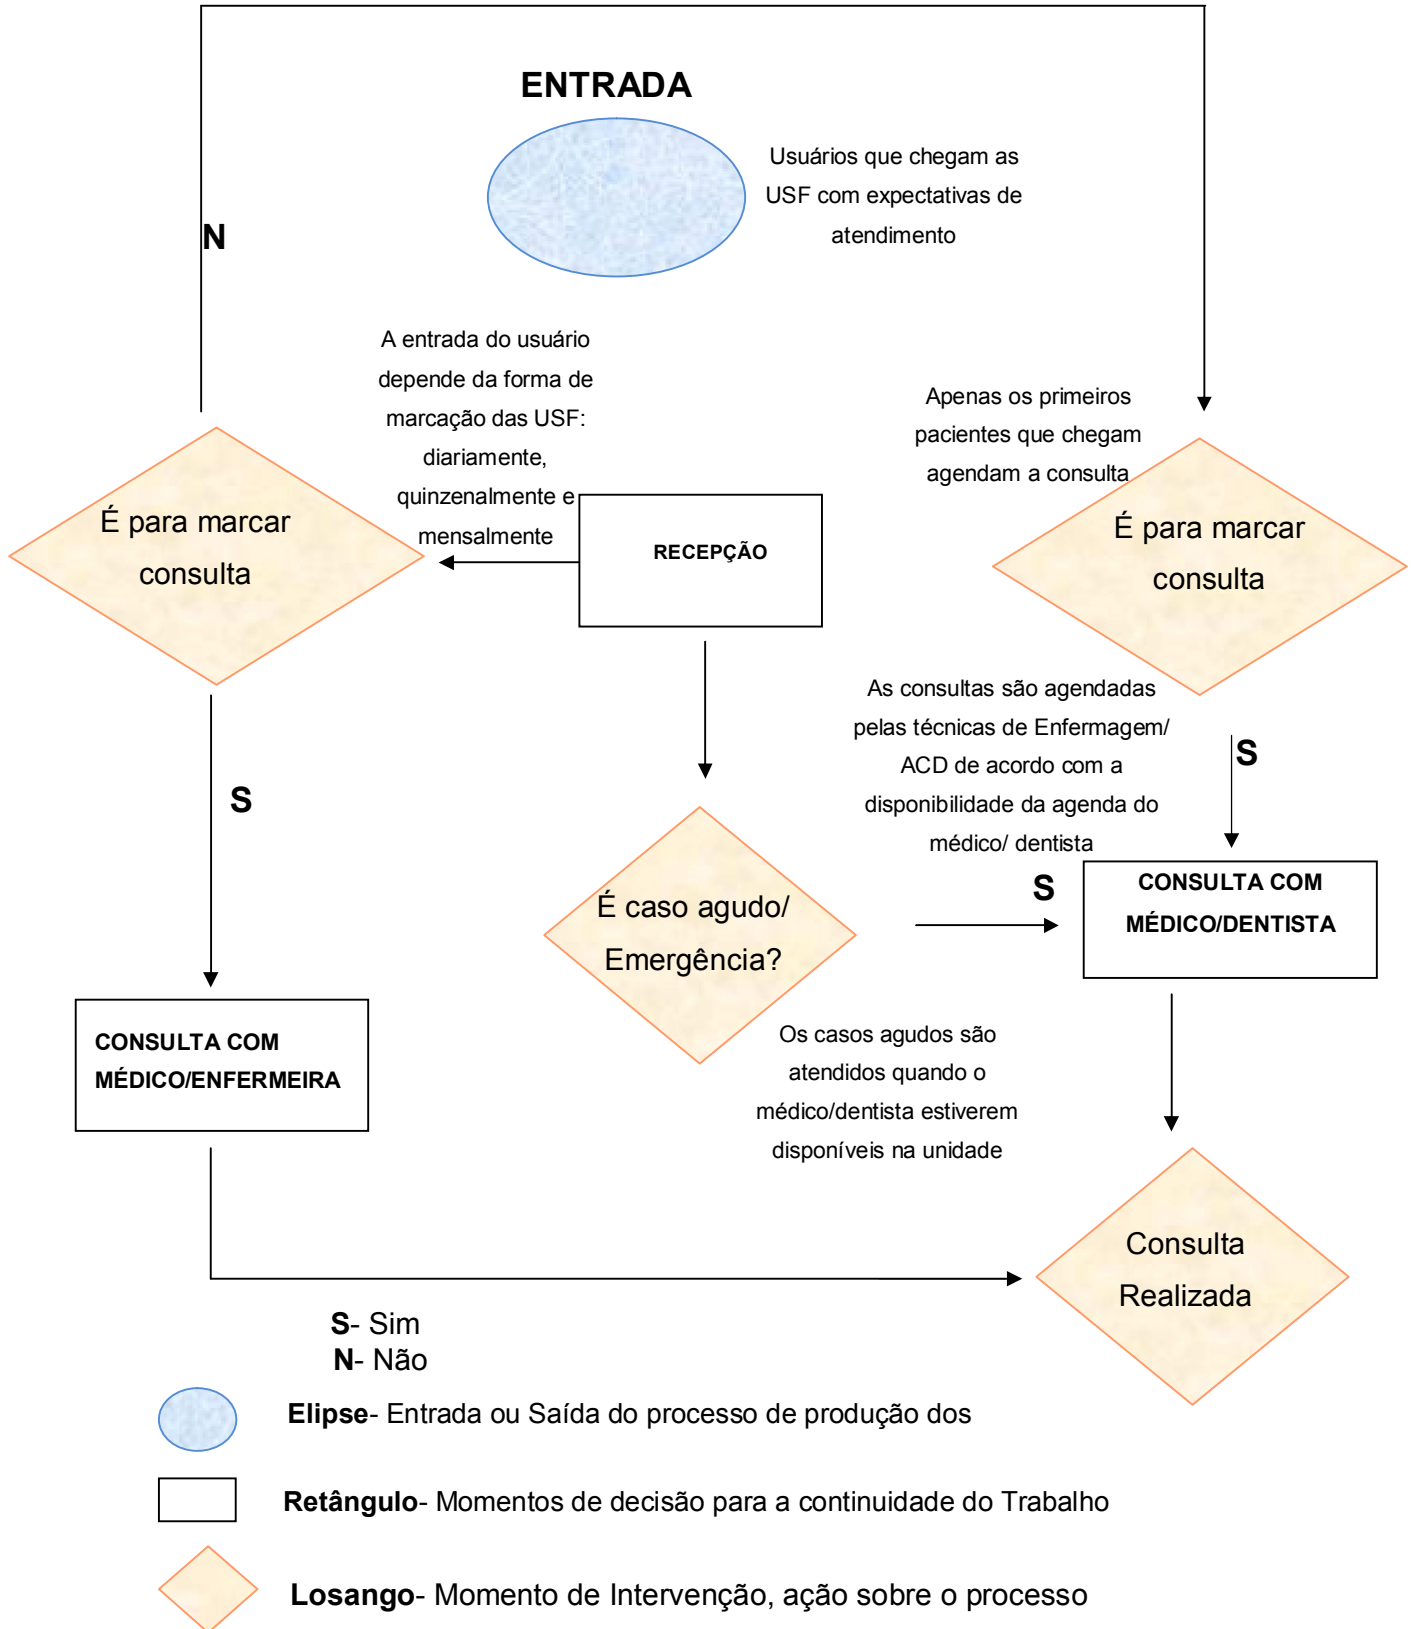 ENTRADA
Usuários que chegam as
USF com expectativas de
atendimento
N
A entrada do usuário
depende da forma de
marcação das USF:
diariamente,
quinzenalmente e
mensalmente
Apenas os primeiros
pacientes que chegam
agendam a consulta
É para marcar
consulta
RECEPÇÃO
É para marcar
consulta
As consultas são agendadas
pelas técnicas de Enfermagem/
ACD de acordo com a
disponibilidade da agenda do
médico/ dentista
S
S
É caso agudo/
Emergência?
S
CONSULTA COM
MÉDICO/DENTISTA
CONSULTA COM
MÉDICO/ENFERMEIRA
Os casos agudos são
atendidos quando o
médico/dentista estiverem
disponíveis na unidade
Consulta
Realizada
S- Sim
N- Não
Elipse- Entrada ou Saída do processo de produção dos
Retângulo- Momentos de decisão para a continuidade do Trabalho
Losango- Momento de Intervenção, ação sobre o processo